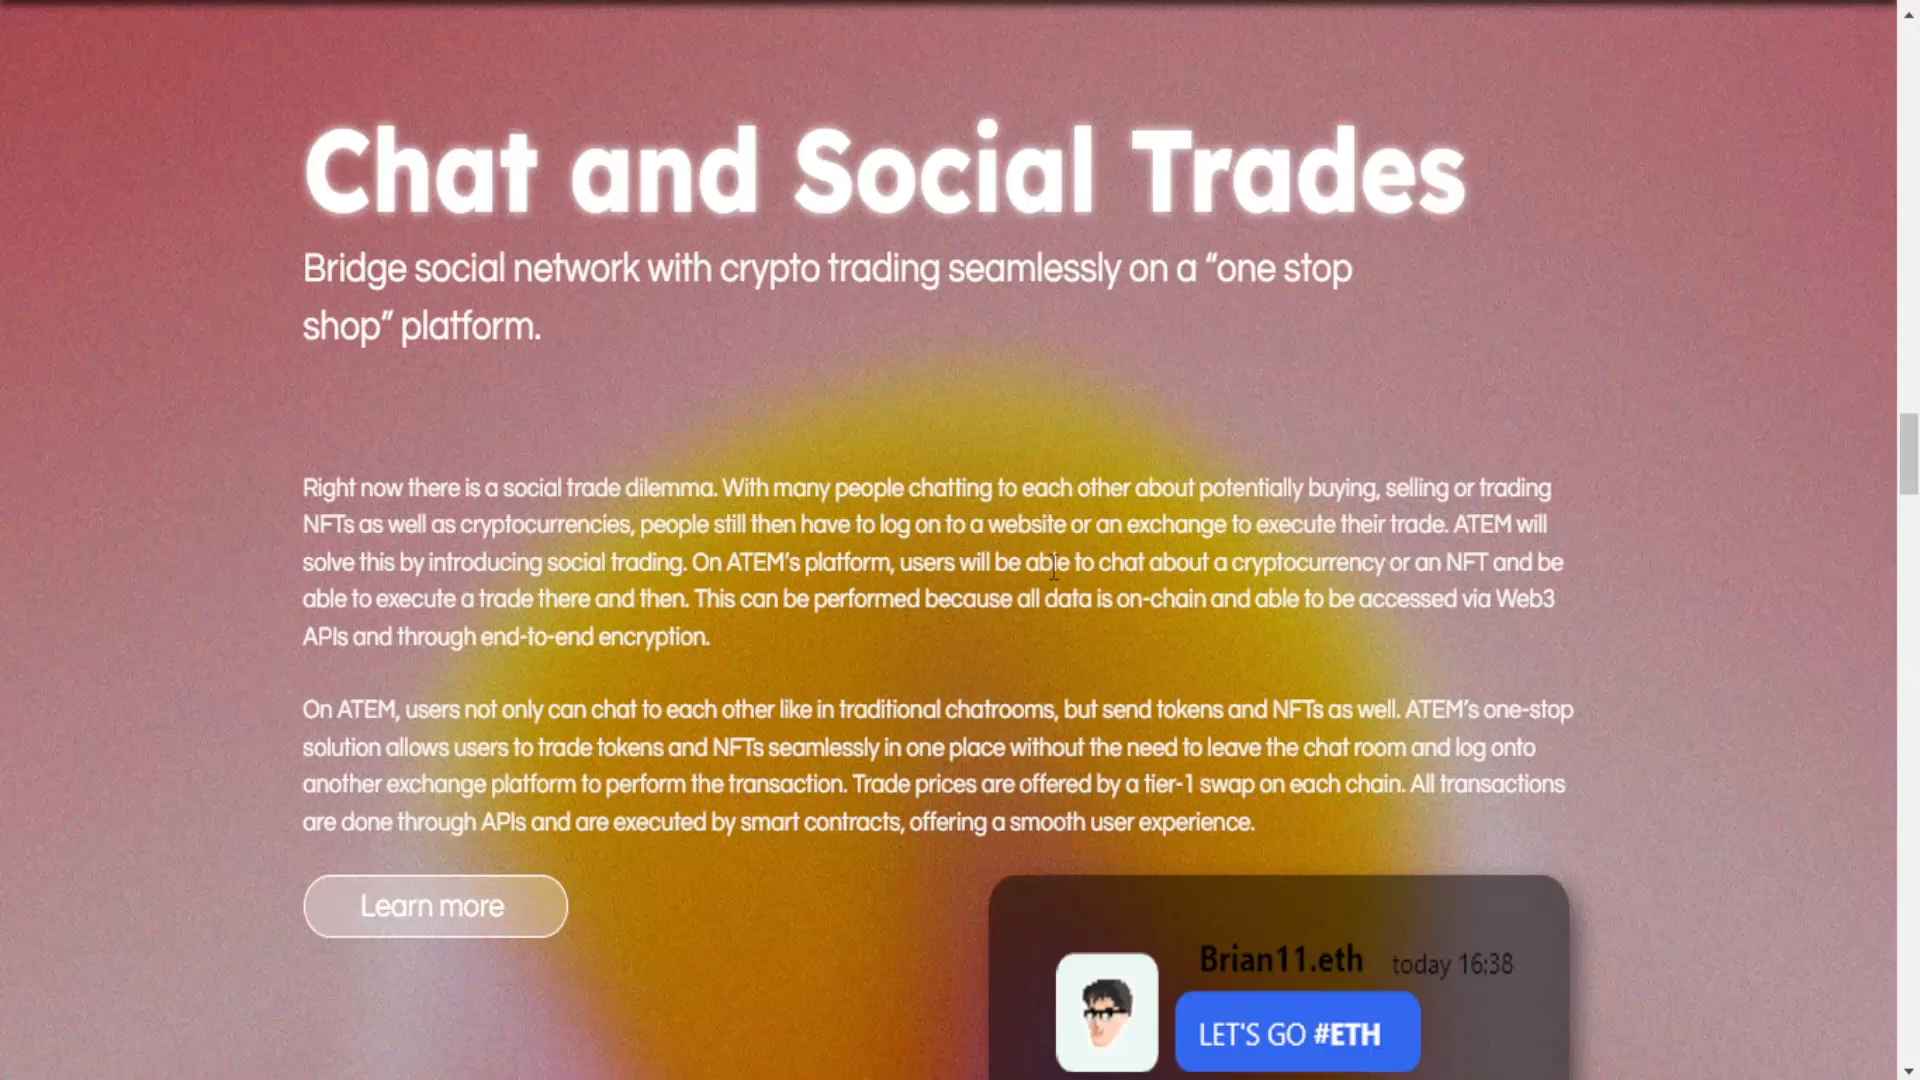 Chat and Social Trades
Bridge social network with crypto trading seamlessly on a “one stop
shop” platform.
Right now there is a social trade dilemma. With many people chatting to each other about potentially buying, selling or trading
NFTs as well as cryptocurrencies, people still then have to log on to a website or an exchange to execute their trade. ATEM will
solve this by introducing social trading. On ATEM’s platform, users will be able to chat about a cryptocurrency or an NFT and be
able to execute a trade there and then. This can be performed because all data is on-chain and able to be accessed via Web3
APIs and through end-to-end encryption.
On ATEM, users not only can chat to each other like in traditional chatrooms, but send tokens and NFTs as well. ATEM’s one-stop
solution allows users to trade tokens and NFTs seamlessly in one place without the need to leave the chat room and log onto
another exchange platform to perform the transaction. Trade prices are offered by a tier-1 swap on each chain. All transactions
are done through APIs and are executed by smart contracts, offering a smooth user experience.
Learn more
Brian11.eth today 16:38
LET'S GO #ETH